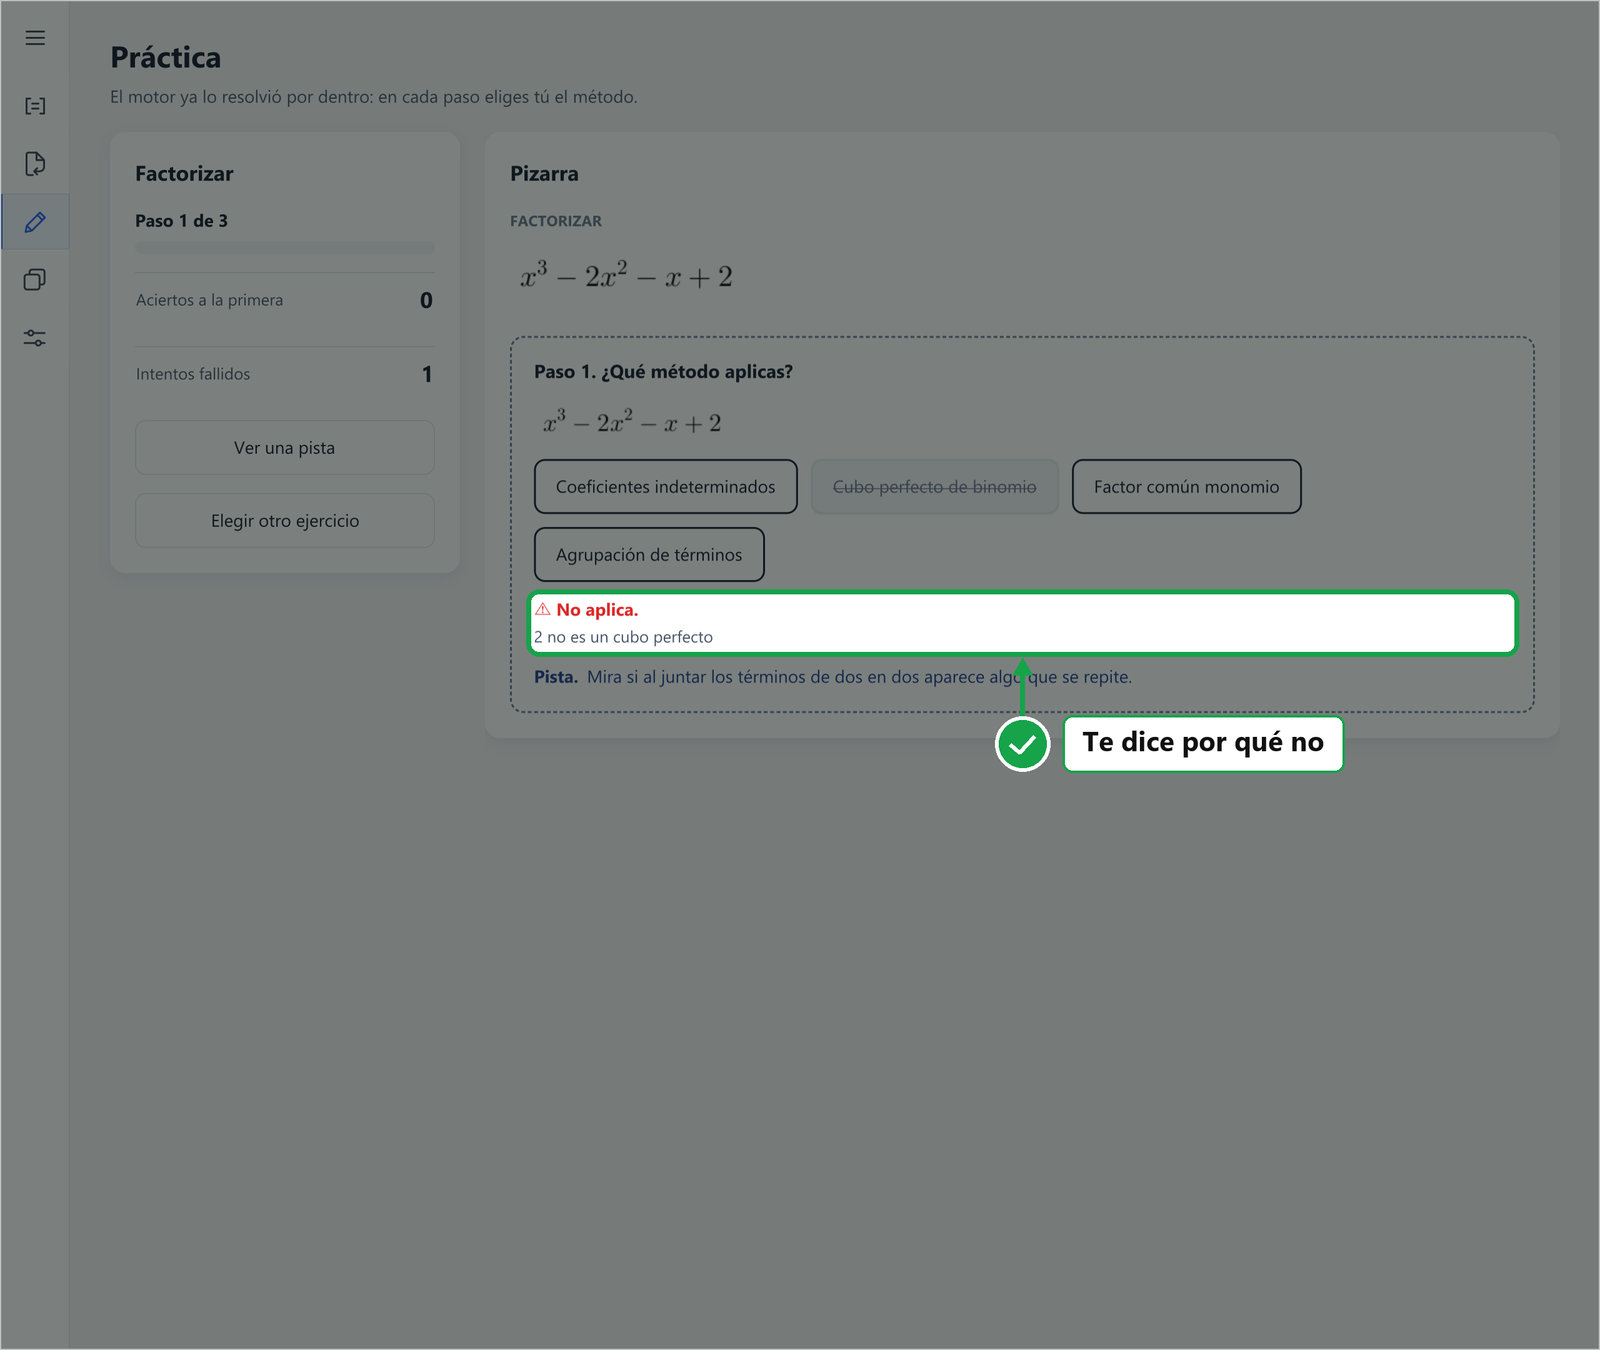 Práctica
El motor ya lo resolvió por dentro: en cada paso eliges tú el método.
Factorizar
Paso 1 de 3
Aciertos a la primera 0
Intentos fallidos 1
Ver una pista
Elegir otro ejercicio
Pizarra
FACTORIZAR
x³ − 2x² − x + 2
Paso 1. ¿Qué método aplicas?
x³ − 2x² − x + 2
Coeficientes indeterminados Cubo perfecto de binomio Factor común monomio
Agrupación de términos
⚠ No aplica.
2 no es un cubo perfecto
Pista. Mira si al juntar los términos de dos en dos aparece algo que se repite.
Te dice por qué no